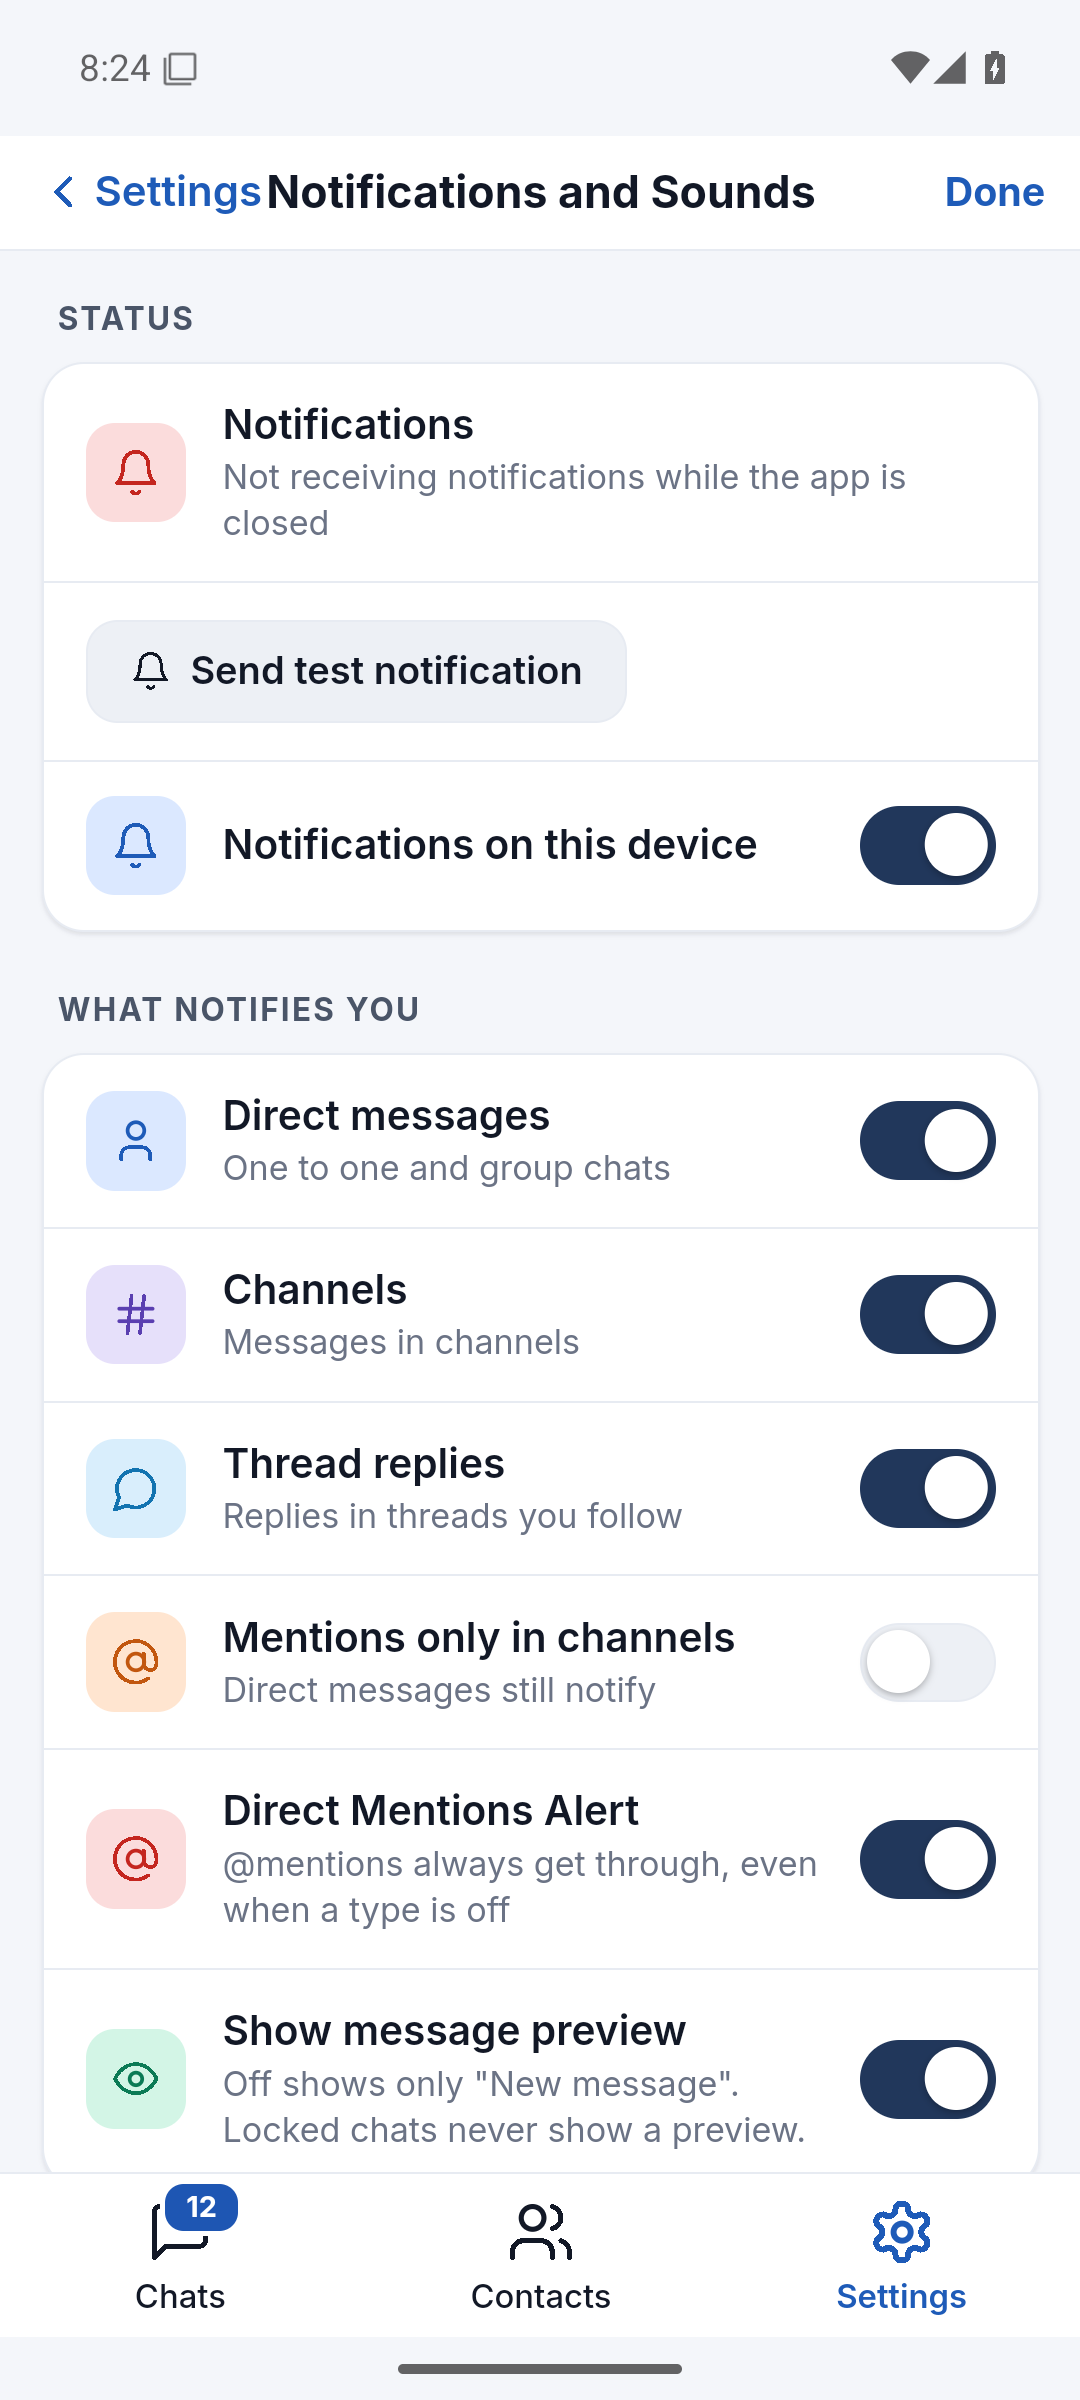 8:24
Settings Notifications and Sounds Done
STATUS
Notifications
Not receiving notifications while the app is
closed
Send test notification
Notifications on this device
WHAT NOTIFIES YOU
Direct messages
One to one and group chats
Channels
Messages in channels
Thread replies
Replies in threads you follow
Mentions only in channels
Direct messages still notify
Direct Mentions Alert
@mentions always get through, even
when a type is off
Show message preview
Off shows only "New message".
Locked chats never show a preview.
12
Chats Contacts Settings